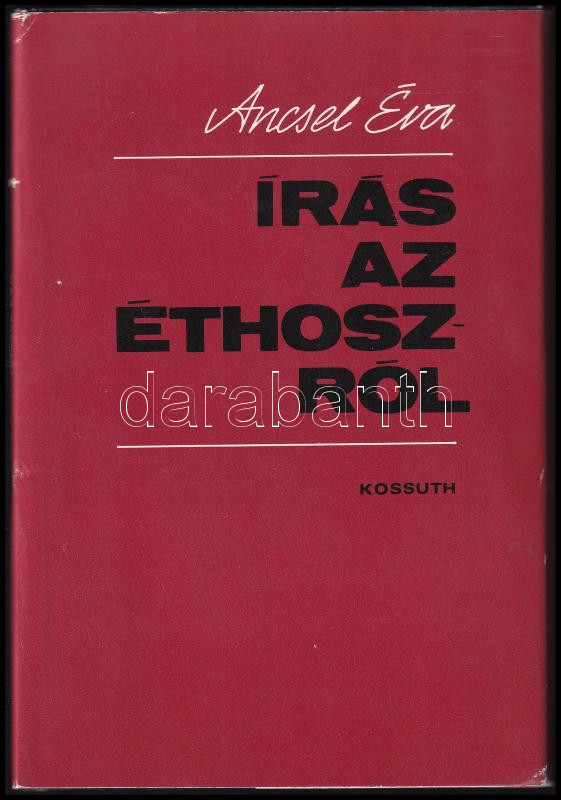 Ancsel Éva
ÍRÁS
AZ
ÉTHOSZ-
RÓL
darabanth
KOSSUTH